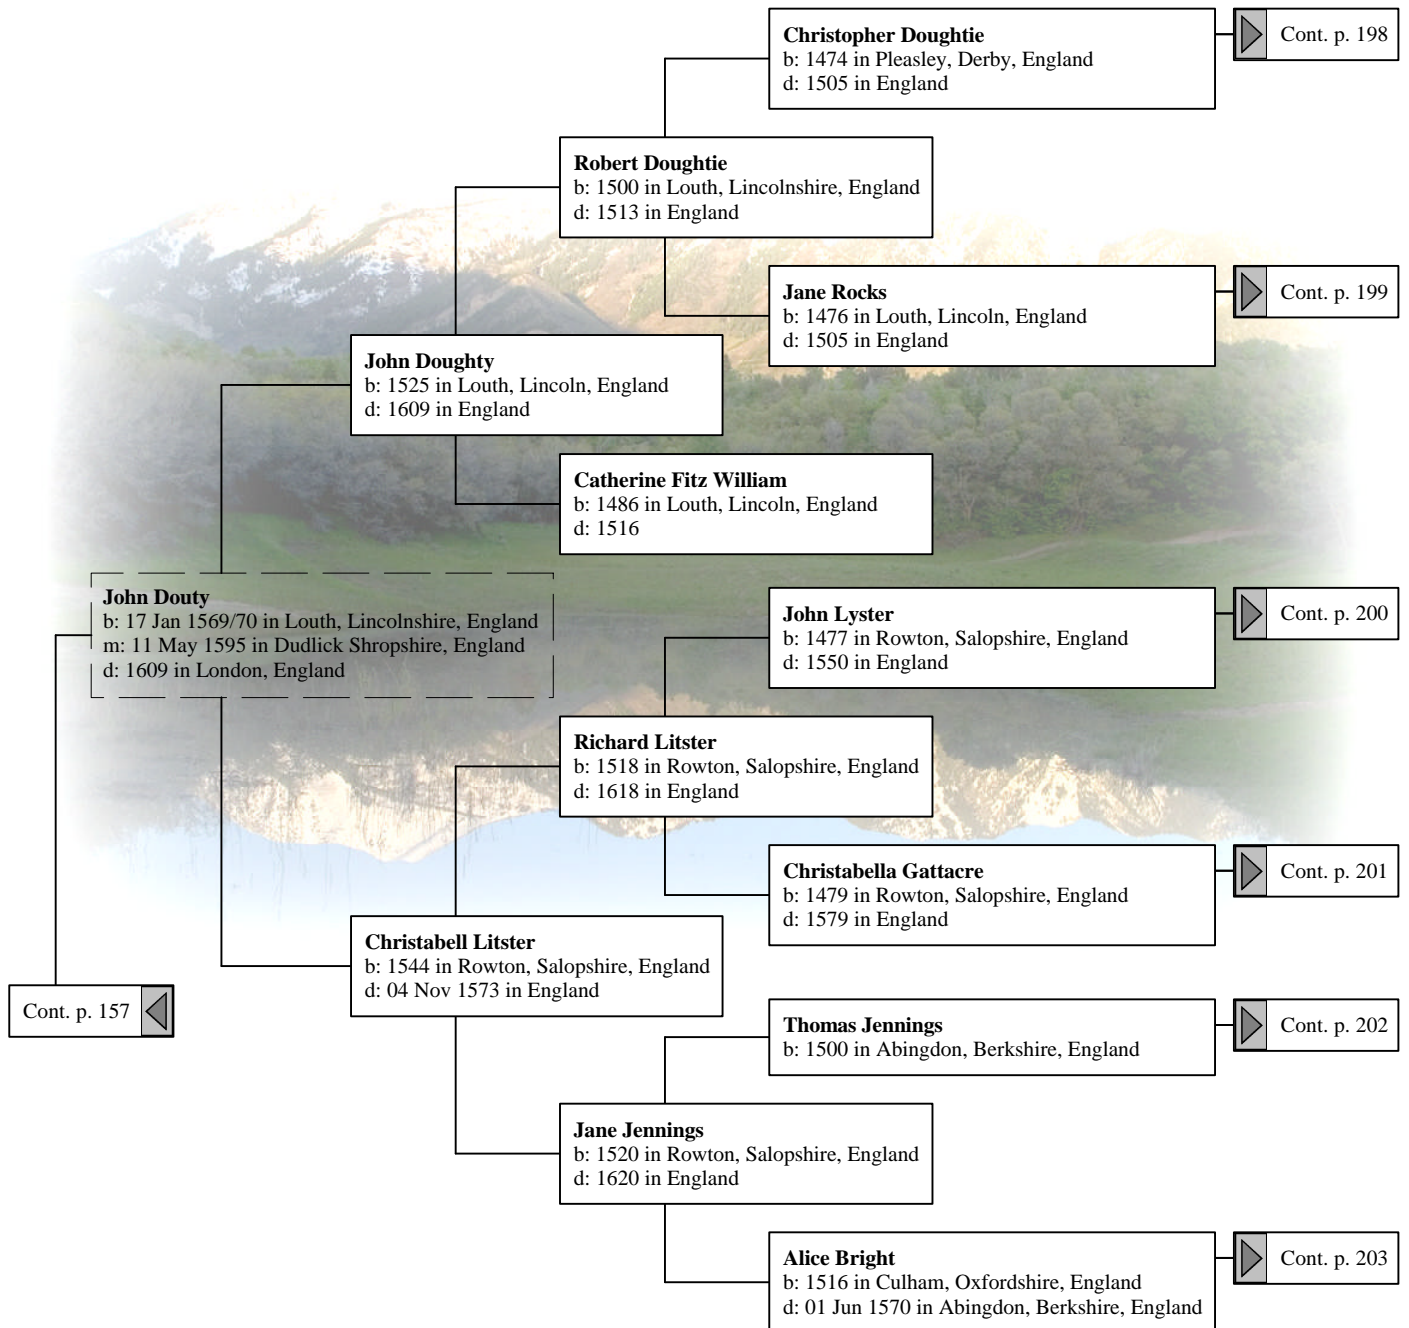 Christopher Doughtie
b: 1474 in Pleasley, Derby, England
d: 1505 in England
Cont. p. 198
Robert Doughtie
b: 1500 in Louth, Lincolnshire, England
d: 1513 in England
Jane Rocks
b: 1476 in Louth, Lincoln, England
d: 1505 in England
Cont. p. 199
John Doughty
b: 1525 in Louth, Lincoln, England
d: 1609 in England
Catherine Fitz William
b: 1486 in Louth, Lincoln, England
d: 1516
John Douty
b: 17 Jan 1569/70 in Louth, Lincolnshire, England
m: 11 May 1595 in Dudlick Shropshire, England
d: 1609 in London, England
John Lyster
b: 1477 in Rowton, Salopshire, England
d: 1550 in England
Cont. p. 200
Richard Litster
b: 1518 in Rowton, Salopshire, England
d: 1618 in England
Christabella Gattacre
b: 1479 in Rowton, Salopshire, England
d: 1579 in England
Cont. p. 201
Christabell Litster
b: 1544 in Rowton, Salopshire, England
d: 04 Nov 1573 in England
Cont. p. 157
Thomas Jennings
b: 1500 in Abingdon, Berkshire, England
Cont. p. 202
Jane Jennings
b: 1520 in Rowton, Salopshire, England
d: 1620 in England
Alice Bright
b: 1516 in Culham, Oxfordshire, England
d: 01 Jun 1570 in Abingdon, Berkshire, England
Cont. p. 203